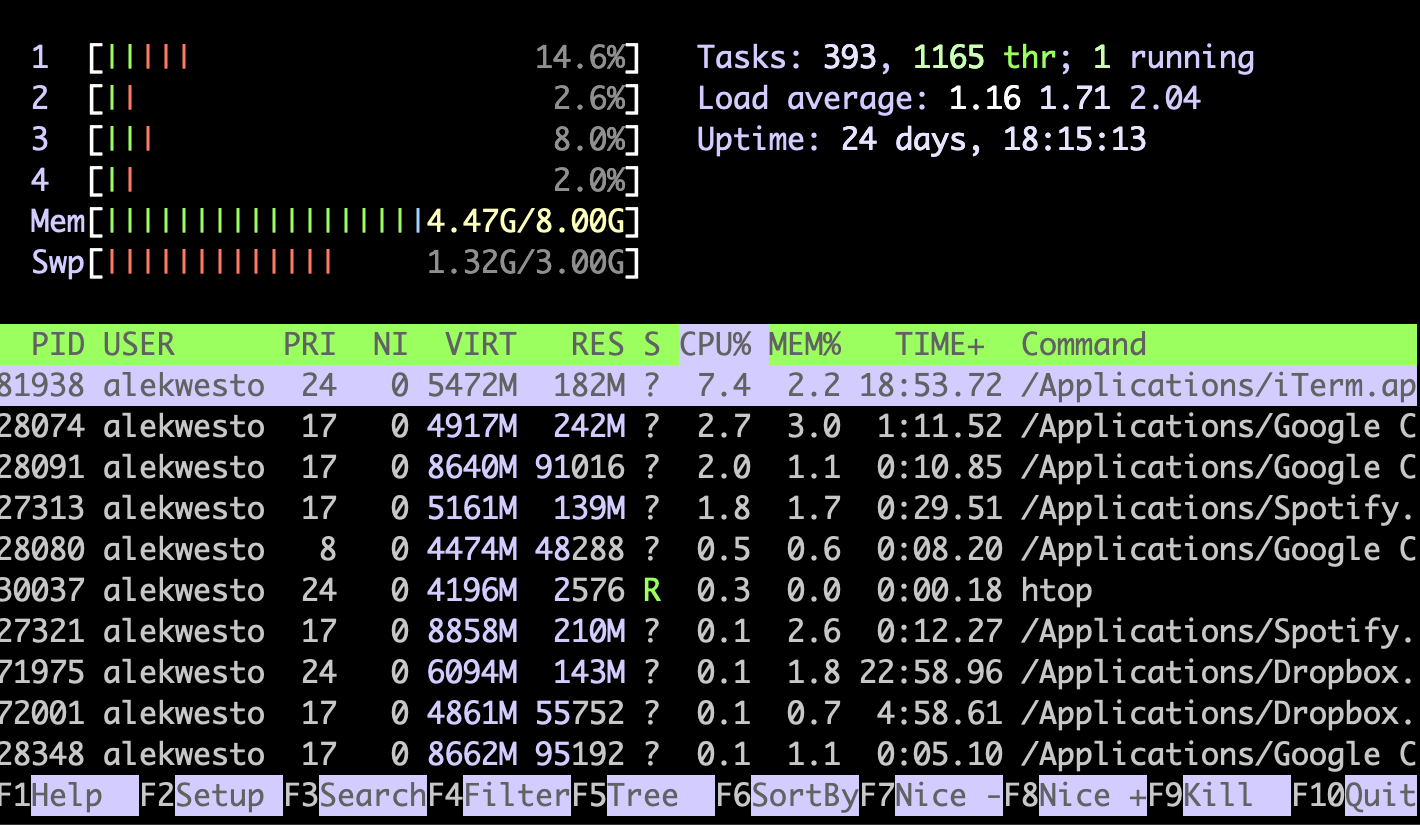 1 [||||| 14.6%] Tasks: 393, 1165 thr; 1 running
2 [|| 2.6%] Load average: 1.16 1.71 2.04
3 [||| 8.0%] Uptime: 24 days, 18:15:13
4 [|| 2.0%]
Mem[||||||||||||||||||4.47G/8.00G]
Swp[||||||||||||| 1.32G/3.00G]
PID USER PRI NI VIRT RES S CPU% MEM% TIME+ Command
81938 alekwesto 24 0 5472M 182M ? 7.4 2.2 18:53.72 /Applications/iTerm.ap
28074 alekwesto 17 0 4917M 242M ? 2.7 3.0 1:11.52 /Applications/Google C
28091 alekwesto 17 0 8640M 91016 ? 2.0 1.1 0:10.85 /Applications/Google C
27313 alekwesto 17 0 5161M 139M ? 1.8 1.7 0:29.51 /Applications/Spotify.
28080 alekwesto 8 0 4474M 48288 ? 0.5 0.6 0:08.20 /Applications/Google C
30037 alekwesto 24 0 4196M 2576 R 0.3 0.0 0:00.18 htop
27321 alekwesto 17 0 8858M 210M ? 0.1 2.6 0:12.27 /Applications/Spotify.
71975 alekwesto 24 0 6094M 143M ? 0.1 1.8 22:58.96 /Applications/Dropbox.
72001 alekwesto 17 0 4861M 55752 ? 0.1 0.7 4:58.61 /Applications/Dropbox.
28348 alekwesto 17 0 8662M 95192 ? 0.1 1.1 0:05.10 /Applications/Google C
F1Help F2Setup F3SearchF4FilterF5Tree F6SortByF7Nice -F8Nice +F9Kill F10Quit